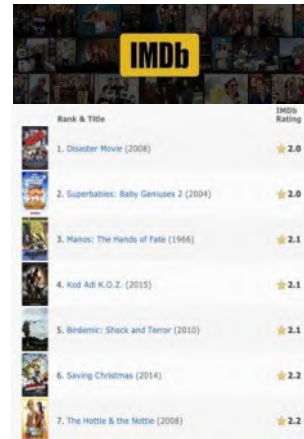 IMDb
Rank & Title
IMDb
Rating
1. Disaster Movie (2008) 2.0
2. Superbabies: Baby Geniuses 2 (2004) 2.0
3. Manos: The Hands of Fate (1966) 2.1
4. Kod Adi K.O.Z. (2015) 2.1
5. Birdemic: Shock and Terror (2010) 2.1
6. Saving Christmas (2014) 2.2
7. The Hottie & the Nottie (2008) 2.2